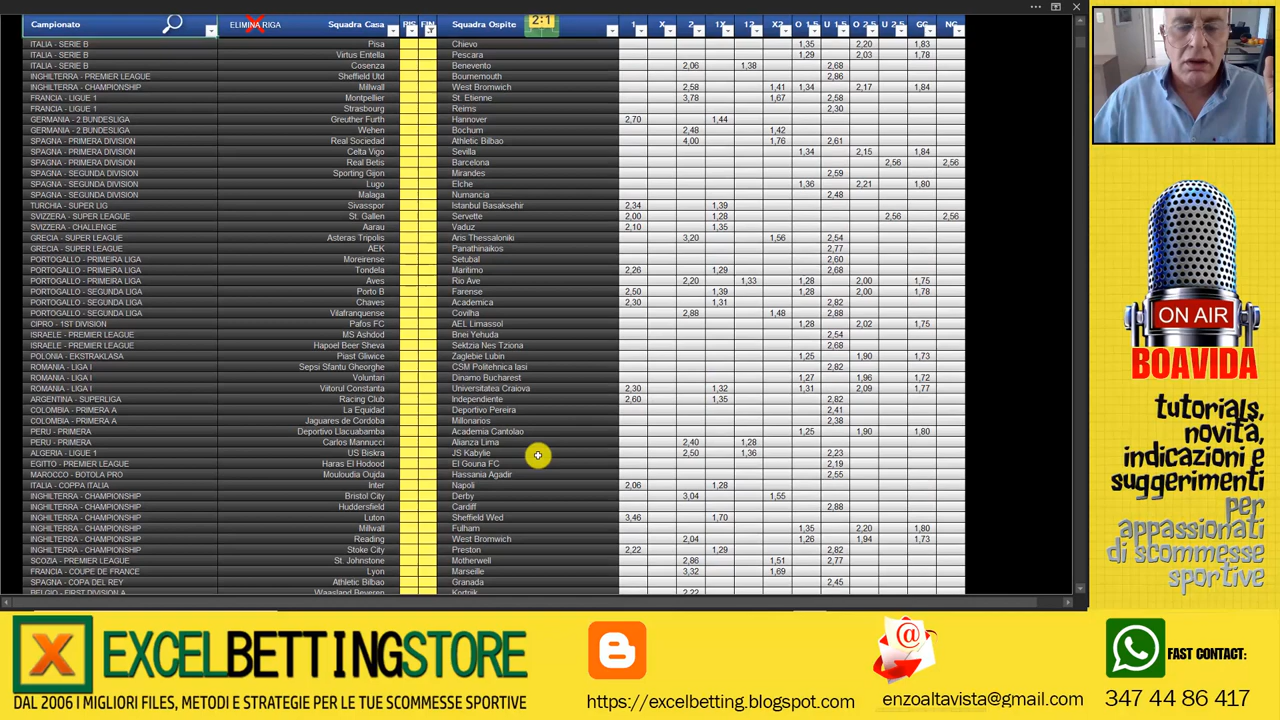 Campionato ELIMINA RIGA Squadra Casa RIS FIN Squadra Ospite 2:1 1 X 2 1X 12 X2 O 1,5 U 1,5 O 2,5 U 2,5 GG NG
ITALIA - SERIE B Pisa Chievo 1,35 2,20 1,83
ITALIA - SERIE B Virtus Entella Pescara 1,29 2,03 1,78
ITALIA - SERIE B Cosenza Benevento 2,06 1,38 2,68
INGHILTERRA - PREMIER LEAGUE Sheffield Utd Bournemouth 2,86
INGHILTERRA - CHAMPIONSHIP Millwall West Bromwich 2,58 1,41 1,34 2,17 1,84
FRANCIA - LIGUE 1 Montpellier St. Etienne 3,78 1,67 2,58
FRANCIA - LIGUE 1 Strasbourg Reims 2,30
GERMANIA - 2 BUNDESLIGA Greuther Furth Hannover 2,70 1,44
GERMANIA - 2 BUNDESLIGA Wehen Bochum 2,48 1,42
SPAGNA - PRIMERA DIVISION Real Sociedad Athletic Bilbao 4,00 1,76 2,61
SPAGNA - PRIMERA DIVISION Celta Vigo Sevilla 1,34 2,15 1,84
SPAGNA - PRIMERA DIVISION Real Betis Barcelona 2,56 2,56
SPAGNA - SEGUNDA DIVISION Sporting Gijon Mirandes 2,59
SPAGNA - SEGUNDA DIVISION Lugo Elche 1,36 2,21 1,80
SPAGNA - SEGUNDA DIVISION Malaga Numancia 2,48
TURCHIA - SUPER LIG Sivasspor Istanbul Basaksehir 2,34 1,39
SVIZZERA - SUPER LEAGUE St. Gallen Servette 2,00 1,28 2,56 2,56
SVIZZERA - CHALLENGE Aarau Vaduz 2,10 1,35
GRECIA - SUPER LEAGUE Asteras Tripolis Aris Thessaloniki 3,20 1,56 2,54
GRECIA - SUPER LEAGUE AEK Panathinaikos 2,77
PORTOGALLO - PRIMEIRA LIGA Moreirense Setubal 2,60
PORTOGALLO - PRIMEIRA LIGA Tondela Maritimo 2,26 1,29 2,68
PORTOGALLO - PRIMEIRA LIGA Aves Rio Ave 2,20 1,33 1,28 2,00 1,75
PORTOGALLO - SEGUNDA LIGA Porto B Farense 2,50 1,39 1,28 2,00 1,78
PORTOGALLO - SEGUNDA LIGA Chaves Academica 2,30 1,31 2,82
PORTOGALLO - SEGUNDA LIGA Vilafranquense Covilha 2,88 1,48 2,88
CIPRO - 1ST DIVISION Pafos FC AEL Limassol 1,28 2,02 1,75
ISRAELE - PREMIER LEAGUE MS Ashdod Bnei Yehuda 2,54
ISRAELE - PREMIER LEAGUE Hapoel Beer Sheva Sektzia Nes Tziona 2,68
POLONIA - EKSTRAKLASA Piast Gliwice Zaglebie Lubin 1,25 1,90 1,73
ROMANIA - LIGA I Sepsi Sfantu Gheorghe CSM Politehnica Iasi 2,82
ROMANIA - LIGA I Voluntari Dinamo Bucharest 1,27 1,96 1,72
ROMANIA - LIGA I Viitorul Constanta Universitatea Craiova 2,30 1,32 1,31 2,09 1,77
ARGENTINA - SUPERLIGA Racing Club Independiente 2,60 1,35 2,82
COLOMBIA - PRIMERA A La Equidad Deportivo Pereira 2,41
COLOMBIA - PRIMERA A Jaguares de Cordoba Millonarios 2,38
PERU - PRIMERA Deportivo Llacuabamba Academia Cantolao 1,25 1,90 1,80
PERU - PRIMERA Carlos Mannucci Alianza Lima 2,40 1,28
ALGERIA - LIGUE 1 US Biskra JS Kabylie 2,50 1,36 2,23
EGITTO - PREMIER LEAGUE Haras El Hodood El Gouna FC 2,19
MAROCCO - BOTOLA PRO Mouloudia Oujda Hassania Agadir 2,55
ITALIA - COPPA ITALIA Inter Napoli 2,06 1,28
INGHILTERRA - CHAMPIONSHIP Bristol City Derby 3,04 1,55
INGHILTERRA - CHAMPIONSHIP Huddersfield Cardiff 2,88
INGHILTERRA - CHAMPIONSHIP Luton Sheffield Wed 3,46 1,70
INGHILTERRA - CHAMPIONSHIP Millwall Fulham 1,35 2,20 1,80
INGHILTERRA - CHAMPIONSHIP Reading West Bromwich 2,04 1,26 1,94 1,73
INGHILTERRA - CHAMPIONSHIP Stoke City Preston 2,22 1,29 2,82
SCOZIA - PREMIER LEAGUE St. Johnstone Motherwell 2,86 1,51 2,77
FRANCIA - COUPE DE FRANCE Lyon Marseille 3,32 1,69
SPAGNA - COPA DEL REY Athletic Bilbao Granada 2,45
BELGIO - FIRST DIVISION A Waasland Beveren Kortrijk 2,22
ON AIR
BOAVIDA
tutorials,
novità,
indicazioni e
suggerimenti
per
appassionati
di scommesse
sportive
X EXCELBETTINGSTORE
DAL 2006 I MIGLIORI FILES, METODI E STRATEGIE PER LE TUE SCOMMESSE SPORTIVE
https://excelbetting.blogspot.com
@
enzoaltavista@gmail.com
FAST CONTACT:
347 44 86 417